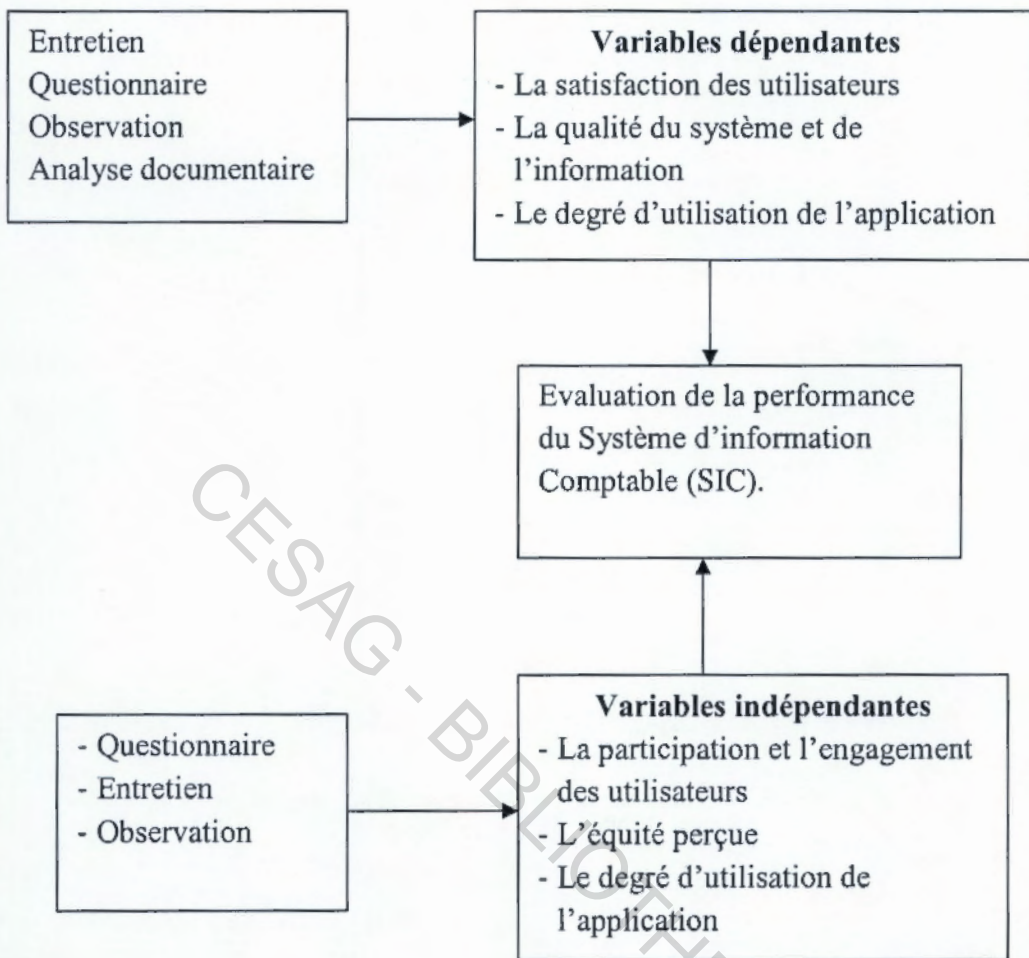 Entretien
Questionnaire
Observation
Analyse documentaire
Variables dépendantes
- La satisfaction des utilisateurs
- La qualité du système et de
l’information
- Le degré d’utilisation de l’application
Evaluation de la performance
du Système d’information
Comptable (SIC).
- Questionnaire
- Entretien
- Observation
Variables indépendantes
- La participation et l’engagement
des utilisateurs
- L’équité perçue
- Le degré d’utilisation de
l’application
CESAG - BIBLIOTH